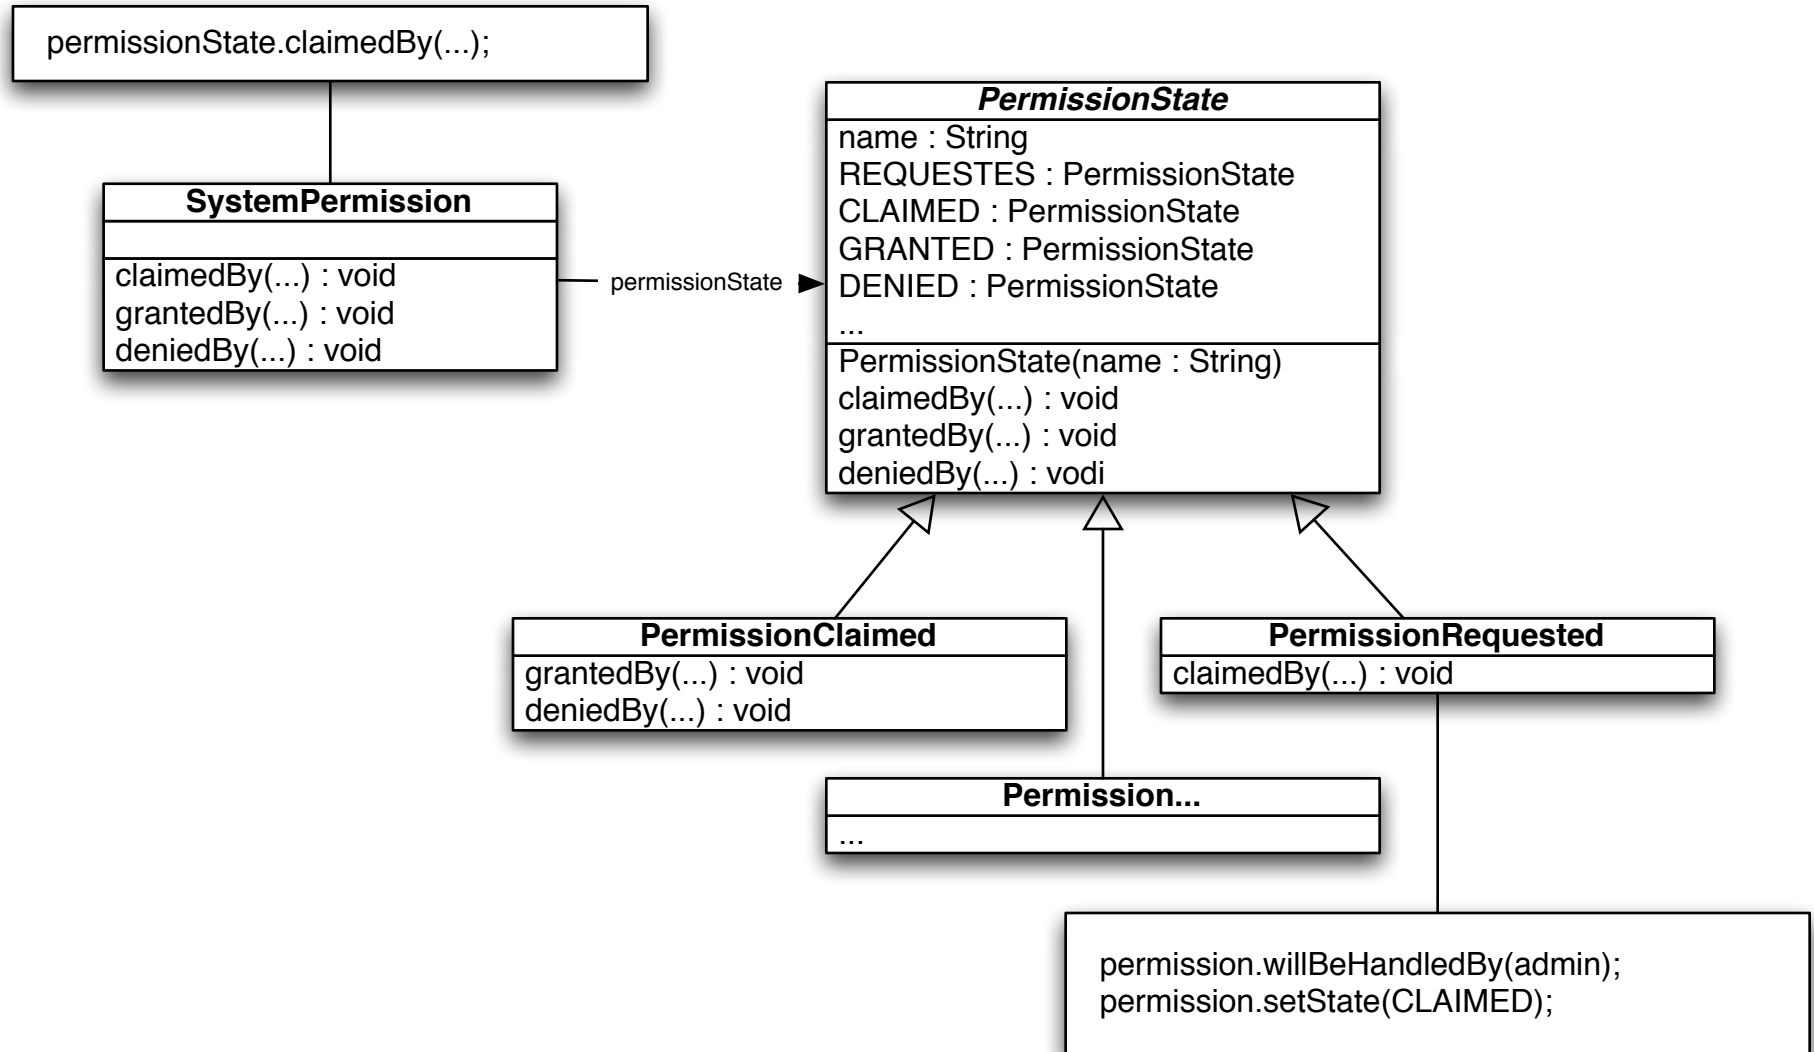 permissionState.claimedBy(...);
SystemPermission
claimedBy(...) : void
grantedBy(...) : void
deniedBy(...) : void
permissionState
PermissionState
name : String
REQUESTES : PermissionState
CLAIMED : PermissionState
GRANTED : PermissionState
DENIED : PermissionState
...
PermissionState(name : String)
claimedBy(...) : void
grantedBy(...) : void
deniedBy(...) : vodi
PermissionClaimed
grantedBy(...) : void
deniedBy(...) : void
PermissionRequested
claimedBy(...) : void
Permission...
...
permission.willBeHandledBy(admin);
permission.setState(CLAIMED);